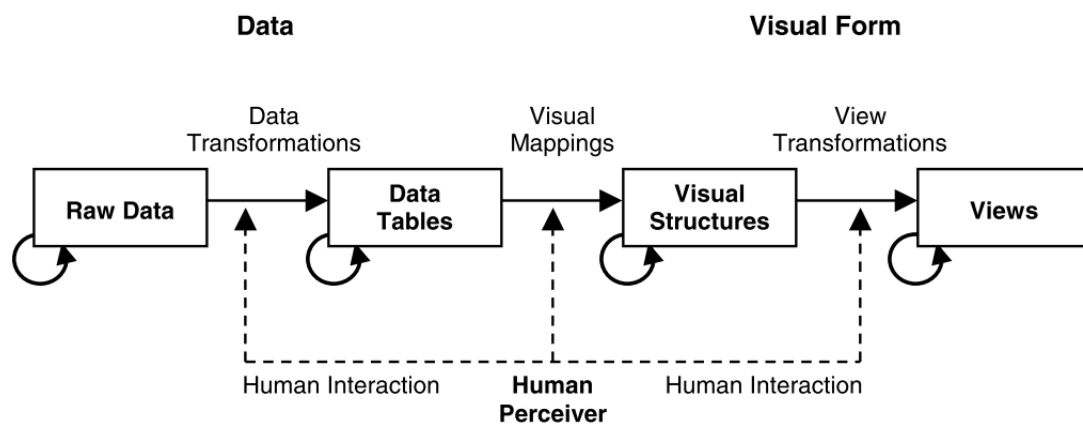 Data
Visual Form
Data
Transformations
Visual
Mappings
View
Transformations
Raw Data
Data
Tables
Visual
Structures
Views
Human Interaction
Human
Perceiver
Human Interaction